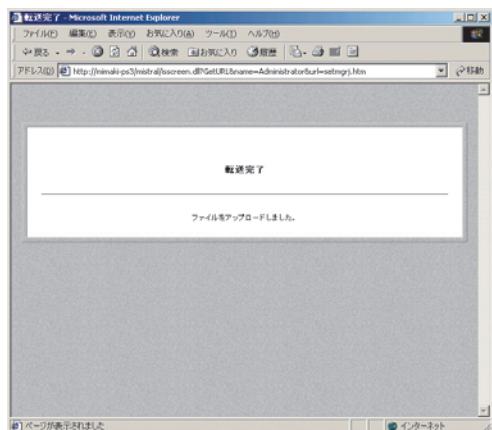 転送完了 - Microsoft Internet Explorer
ファイル(F) 編集(E) 表示(V) お気に入り(A) ツール(T) ヘルプ(H)
戻る 検索 お気に入り 履歴
アドレス(D) http://mimaki-ps3/mistral/isscreen.dll?GetURL&name=Administrator&url=setmgrj.htm 移動
転送完了
ファイルをアップロードしました。
ページが表示されました インターネット